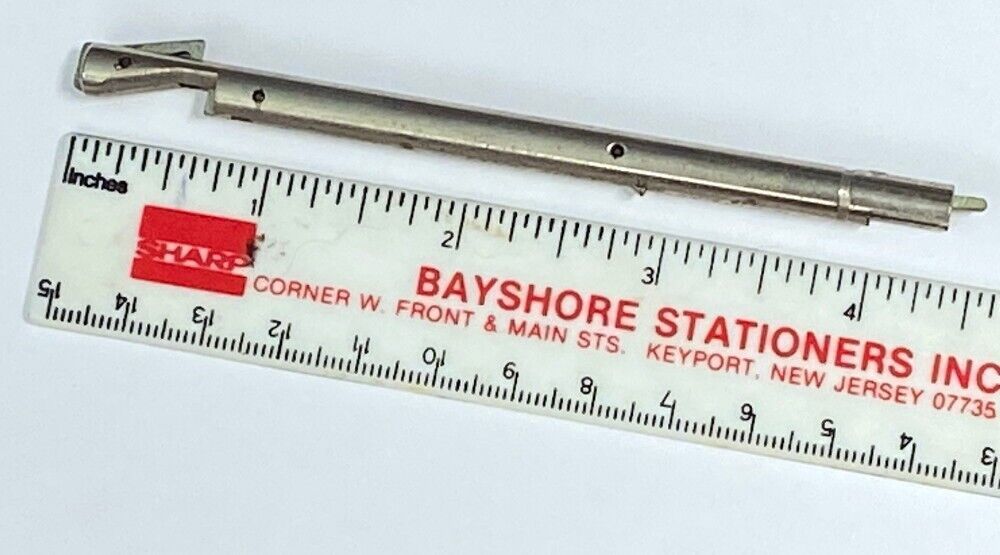 Inches 1 2 3 4
SHARP
BAYSHORE STATIONERS INC
CORNER W. FRONT & MAIN STS. KEYPORT, NEW JERSEY 07735
15 14 13 12 11 10 9 8 7 6 5 4 3